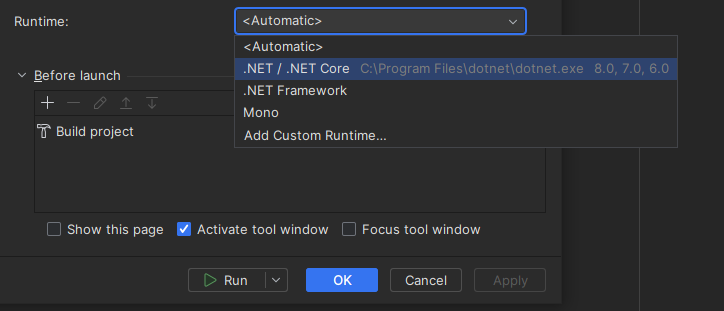 Runtime: <Automatic>
<Automatic>
.NET / .NET Core C:\Program Files\dotnet\dotnet.exe 8.0, 7.0, 6.0
.NET Framework
Mono
Add Custom Runtime...
Before launch
Build project
Show this page Activate tool window Focus tool window
Run OK Cancel Apply